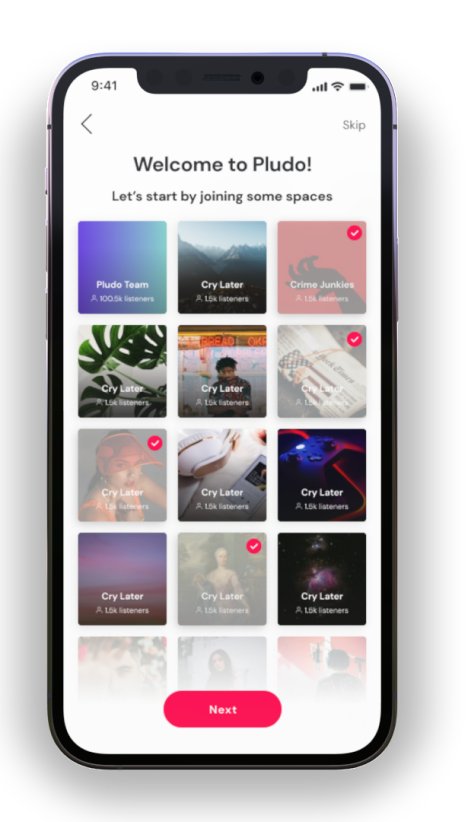 9:41
Skip
Welcome to Pludo!
Let's start by joining some spaces
Pludo Team
100.5k listeners
Cry Later
1.5k listeners
Crime Junkies
1.5k listeners
Cry Later
1.5k listeners
BREAD!
Cry Later
1.5k listeners
Cry Later
1.5k listeners
Cry Later
1.5k listeners
Cry Later
1.5k listeners
Cry Later
1.5k listeners
Cry Later
1.5k listeners
Cry Later
1.5k listeners
Cry Later
1.5k listeners
Next